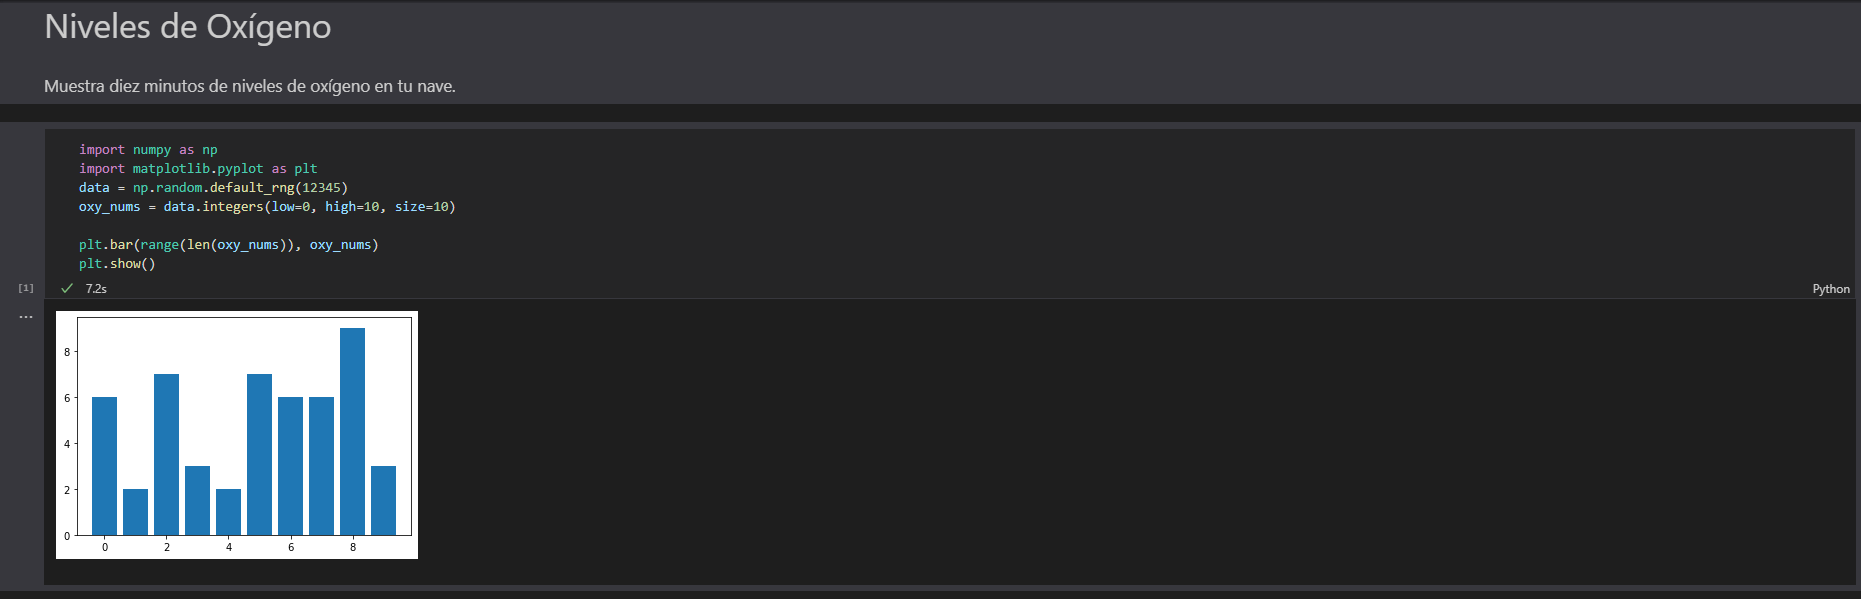 Niveles de Oxígeno
Muestra diez minutos de niveles de oxígeno en tu nave.
import numpy as np
import matplotlib.pyplot as plt
data = np.random.default_rng(12345)
oxy_nums = data.integers(low=0, high=10, size=10)
plt.bar(range(len(oxy_nums)), oxy_nums)
plt.show()
[1] ✓ 7.2s Python
...
8
6
4
2
0
0 2 4 6 8